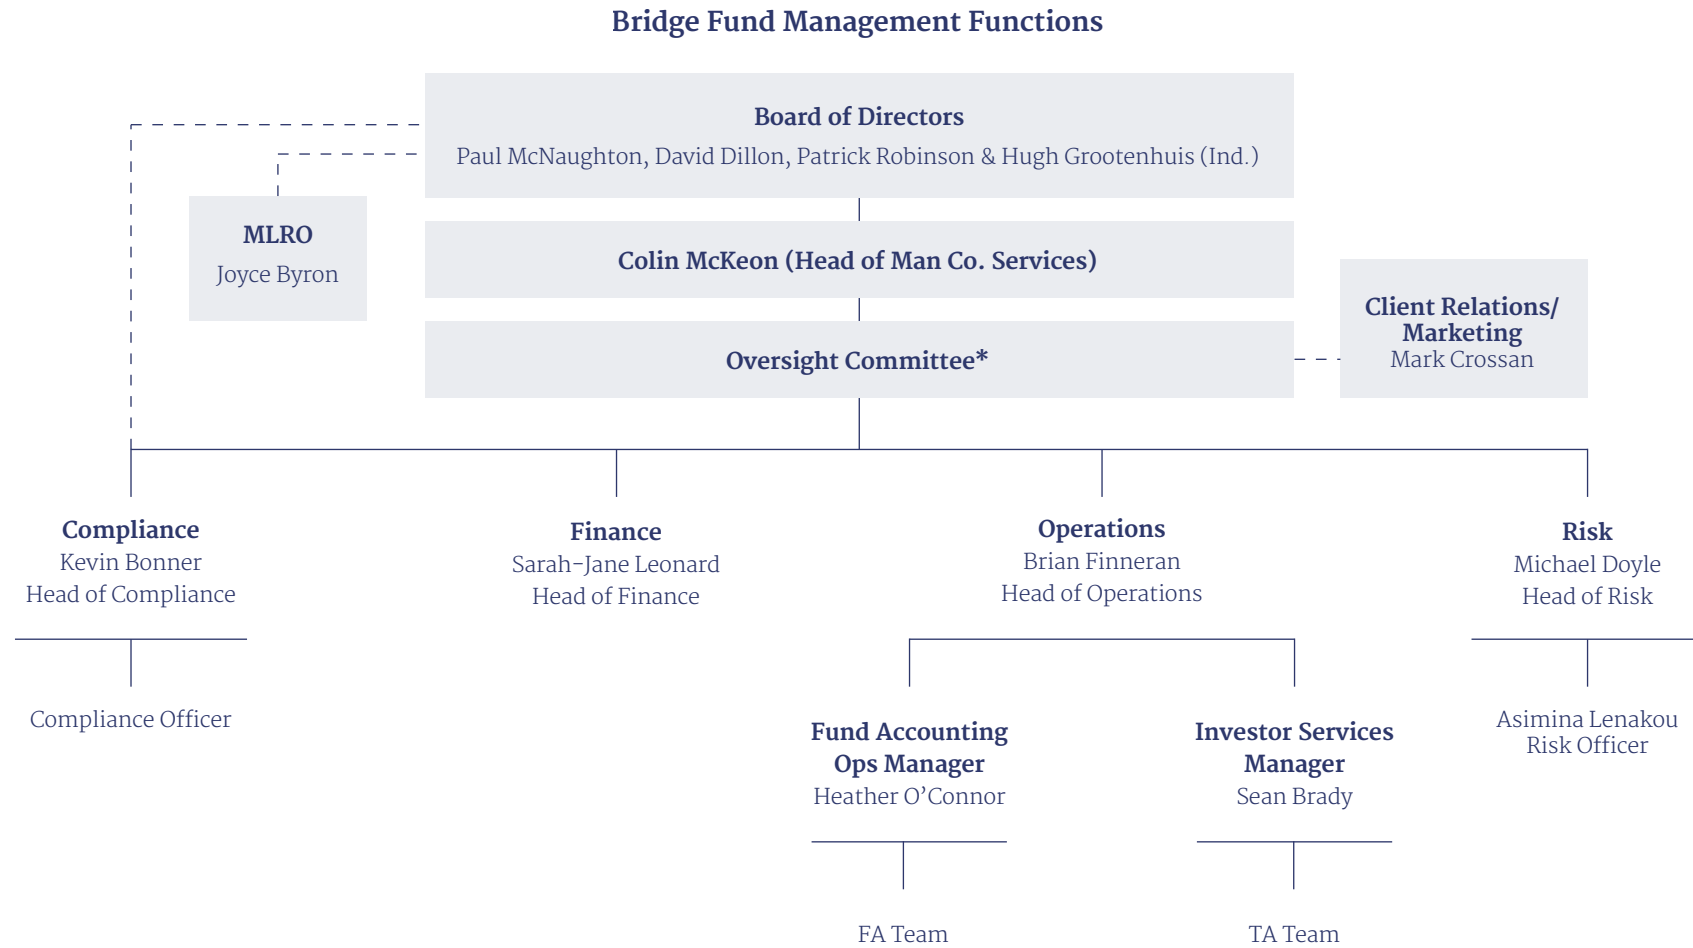 Bridge Fund Management Functions
Board of Directors
Paul McNaughton, David Dillon, Patrick Robinson & Hugh Grootenhuis (Ind.)
MLRO
Joyce Byron
Colin McKeon (Head of Man Co. Services)
Client Relations/
Marketing
Mark Crossan
Oversight Committee*
Compliance
Kevin Bonner
Head of Compliance
Finance
Sarah-Jane Leonard
Head of Finance
Operations
Brian Finneran
Head of Operations
Risk
Michael Doyle
Head of Risk
Compliance Officer
Fund Accounting
Ops Manager
Heather O’Connor
Investor Services
Manager
Sean Brady
Asimina Lenakou
Risk Officer
FA Team
TA Team